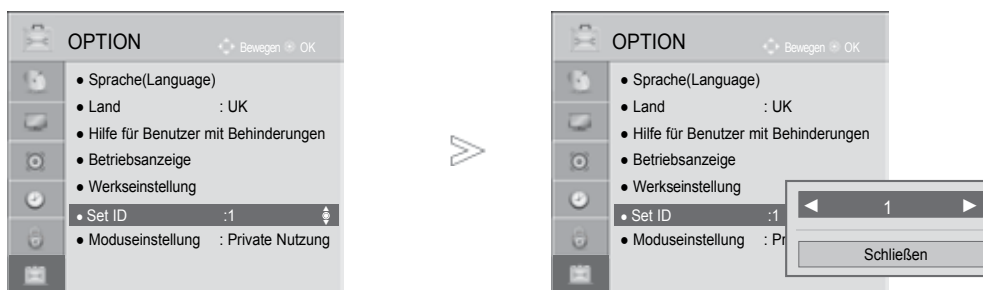 OPTION
Bewegen OK
● Sprache(Language)
● Land : UK
● Hilfe für Benutzer mit Behinderungen
● Betriebsanzeige
● Werkseinstellung
● Set ID :1
● Moduseinstellung : Private Nutzung
OPTION
Bewegen OK
● Sprache(Language)
● Land : UK
● Hilfe für Benutzer mit Behinderungen
● Betriebsanzeige
● Werkseinstellung
● Set ID :1
● Moduseinstellung : Pr
◄ 1 ►
Schließen